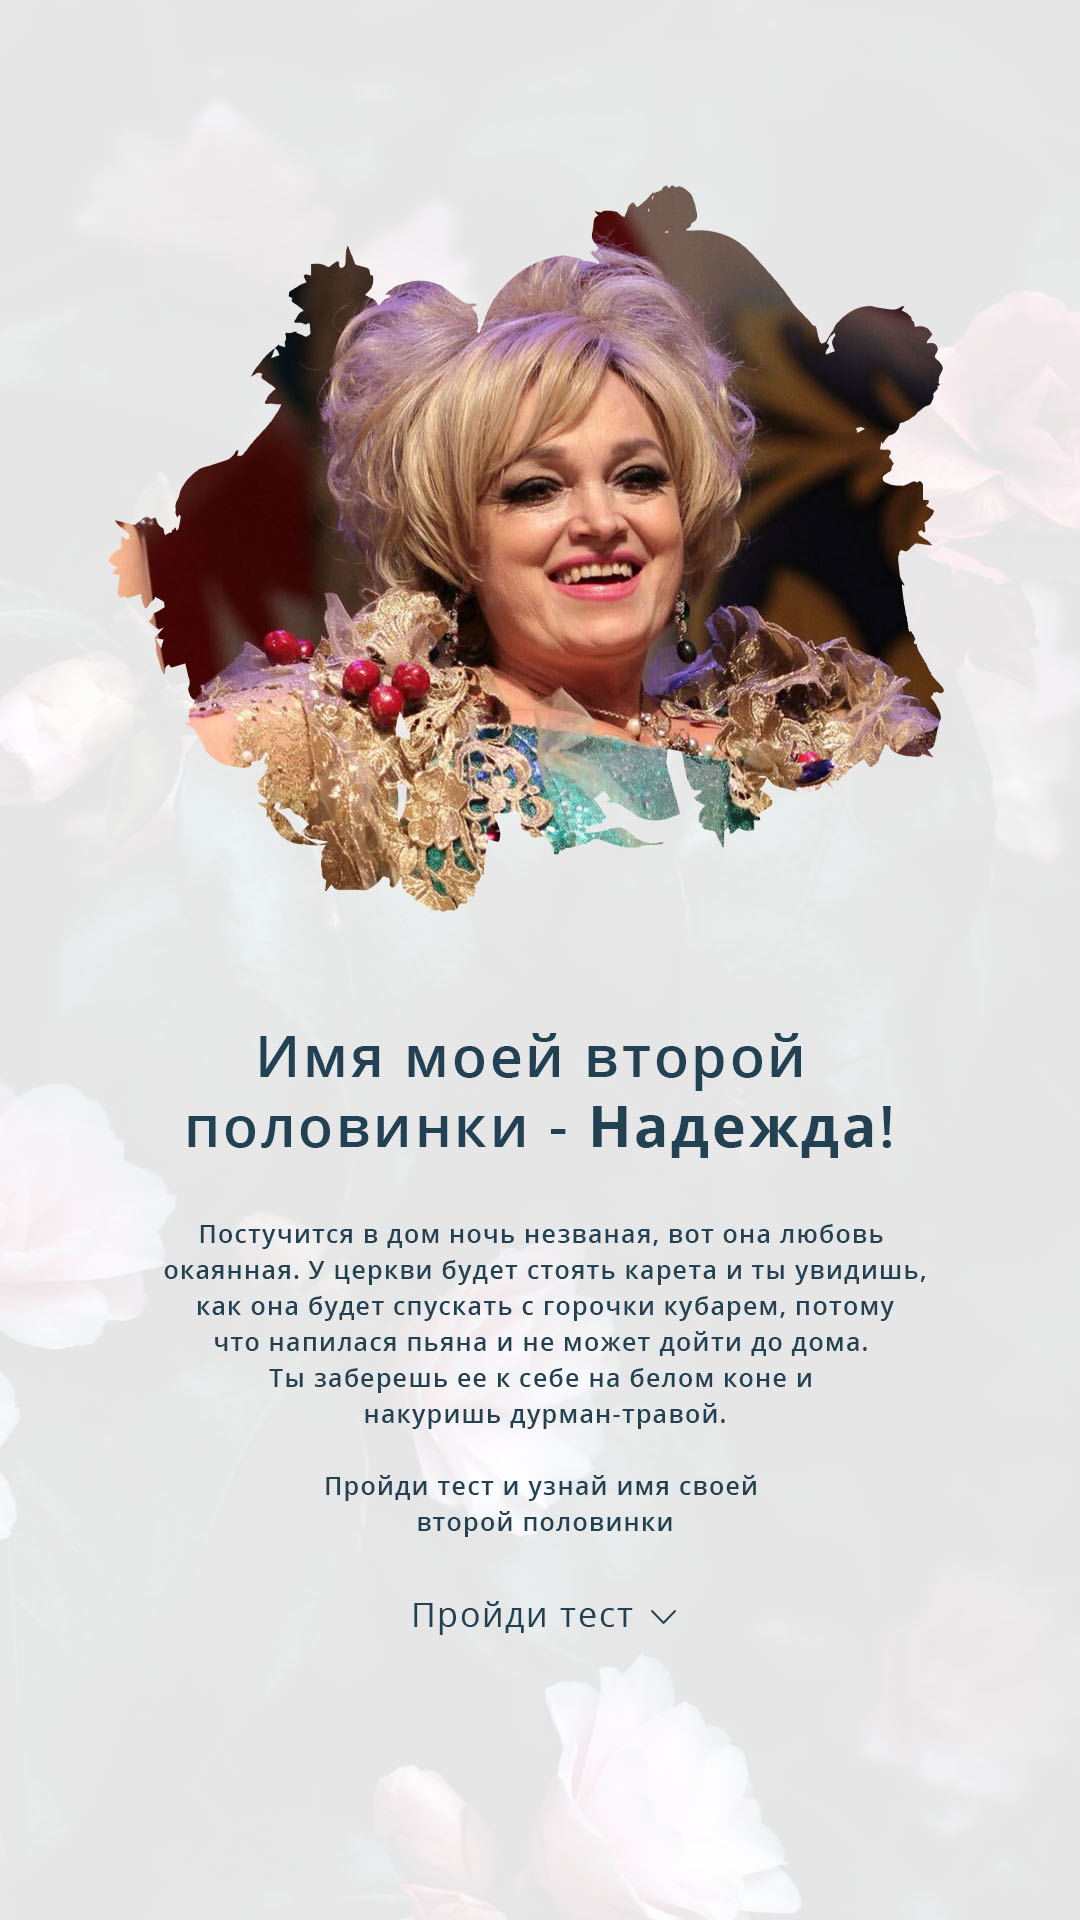 Имя моей второй
половинки - Надежда!
Постучится в дом ночь незваная, вот она любовь
окаянная. У церкви будет стоять карета и ты увидишь,
как она будет спускать с горочки кубарем, потому
что напилася пьяна и не может дойти до дома.
Ты заберешь ее к себе на белом коне и
накуришь дурман-травой.
Пройди тест и узнай имя своей
второй половинки
Пройди тест